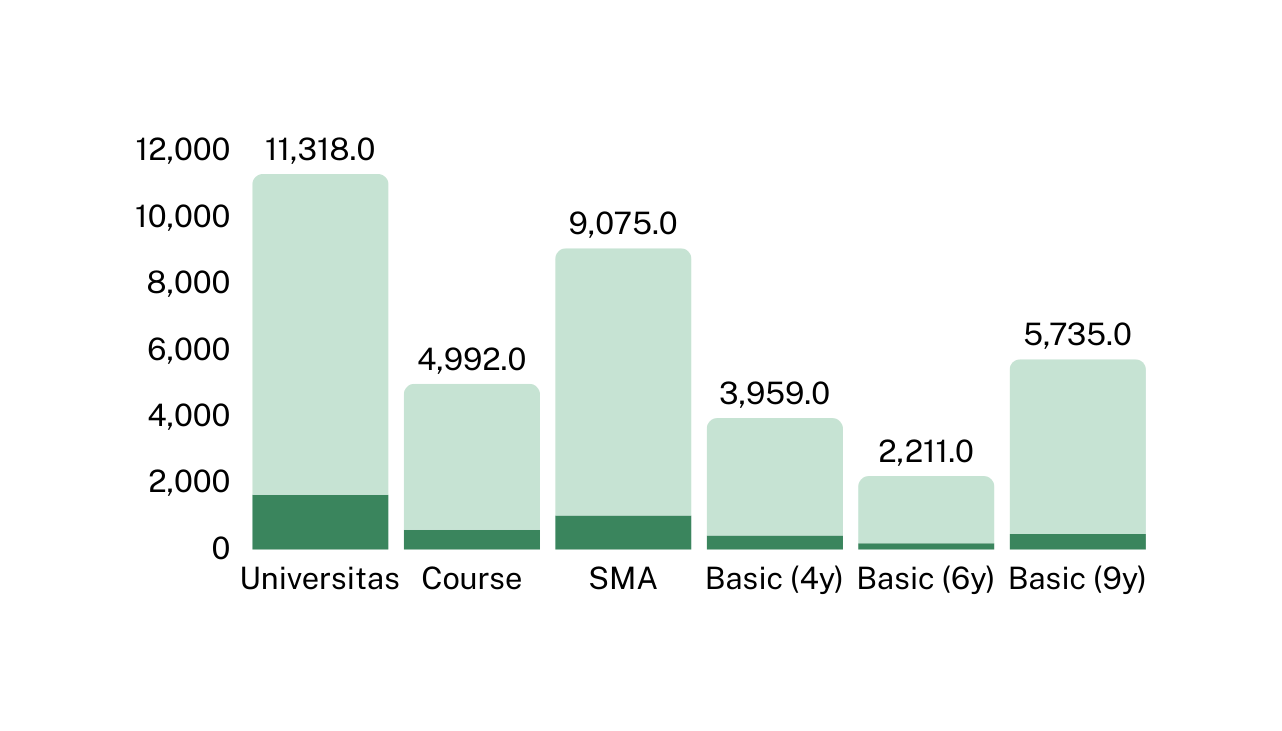 12,000
10,000
8,000
6,000
4,000
2,000
0
11,318.0
4,992.0
9,075.0
3,959.0
2,211.0
5,735.0
Universitas
Course
SMA
Basic (4y)
Basic (6y)
Basic (9y)